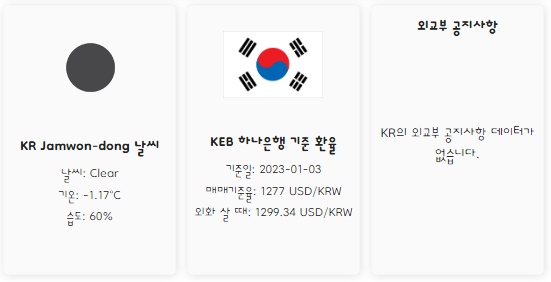 KR Jamwon-dong 날씨
날씨: Clear
기온: -1.17°C
습도: 60%
KEB 하나은행 기준 환율
기준일: 2023-01-03
매매기준율: 1277 USD/KRW
외화 살 때: 1299.34 USD/KRW
외교부 공지사항
KR의 외교부 공지사항 데이터가
없습니다.